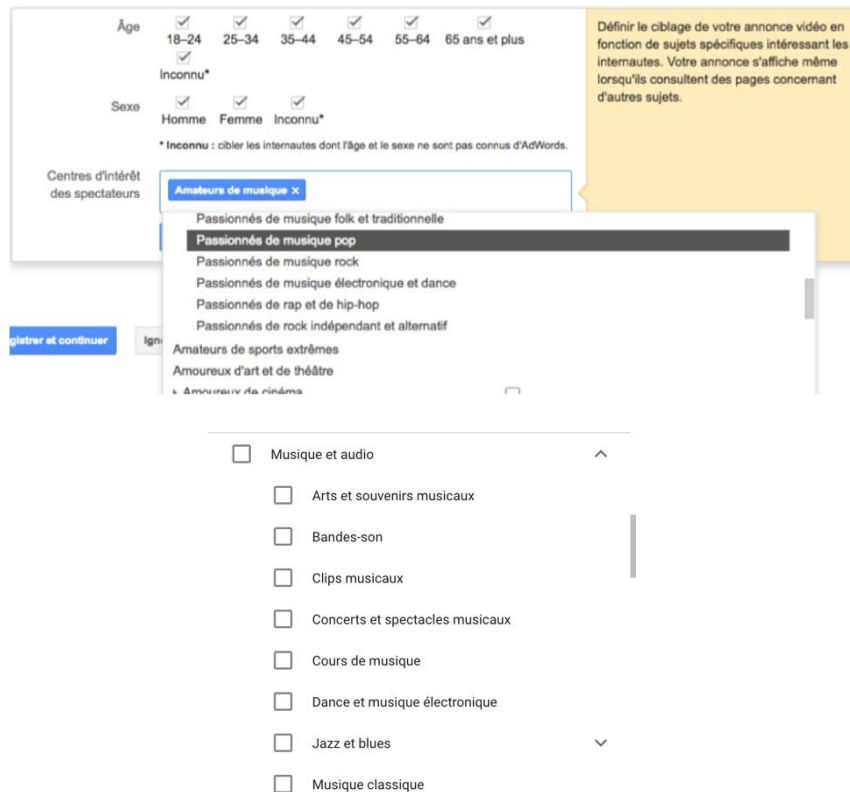 Âge
18–24 25–34 35–44 45–54 55–64 65 ans et plus
Inconnu*
Sexe
Homme Femme Inconnu*
* Inconnu : cibler les internautes dont l'âge et le sexe ne sont pas connus d'AdWords.
Centres d'intérêt
des spectateurs
Amateurs de musique ×
Passionnés de musique folk et traditionnelle
Passionnés de musique pop
Passionnés de musique rock
Passionnés de musique électronique et dance
Passionnés de rap et de hip-hop
Passionnés de rock indépendant et alternatif
Amateurs de sports extrêmes
Amoureux d'art et de théâtre
Amoureux de cinéma
gistrer et continuer
Ign
Définir le ciblage de votre annonce vidéo en
fonction de sujets spécifiques intéressant les
internautes. Votre annonce s'affiche même
lorsqu'ils consultent des pages concernant
d'autres sujets.
Musique et audio
Arts et souvenirs musicaux
Bandes-son
Clips musicaux
Concerts et spectacles musicaux
Cours de musique
Dance et musique électronique
Jazz et blues
Musique classique